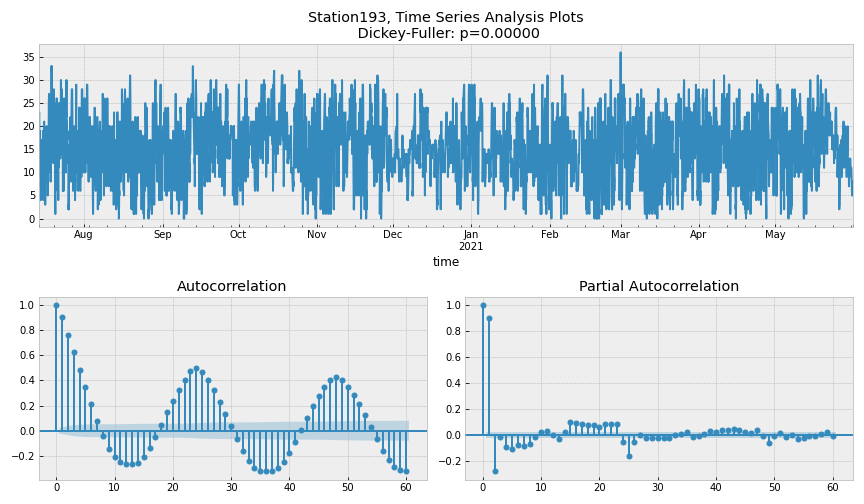 Station193, Time Series Analysis Plots
Dickey-Fuller: p=0.00000
35
30
25
20
15
10
5
0
Aug Sep Oct Nov Dec Jan Feb Mar Apr May
2021
time
Autocorrelation Partial Autocorrelation
1.0 1.0
0.8 0.8
0.6 0.6
0.4 0.4
0.2 0.2
0.0 0.0
−0.2 −0.2
0 10 20 30 40 50 60 0 10 20 30 40 50 60